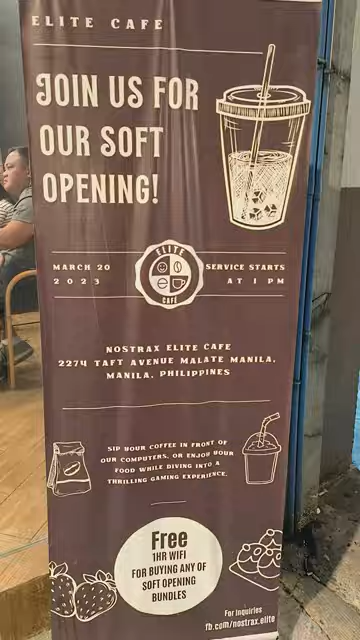 ELITE CAFE
JOIN US FOR
OUR SOFT
OPENING!
MARCH 20
2023
ELITE
CAFÉ
SERVICE STARTS
AT 1 PM
NOSTRAX ELITE CAFE
2274 TAFT AVENUE MALATE MANILA,
MANILA, PHILIPPINES
SIP YOUR COFFEE IN FRONT OF
OUR COMPUTERS, OR ENJOY YOUR
FOOD WHILE DIVING INTO A
THRILLING GAMING EXPERIENCE.
Free
1HR WIFI
FOR BUYING ANY OF
SOFT OPENING
BUNDLES
For Inquiries
fb.com/nostrax.elite